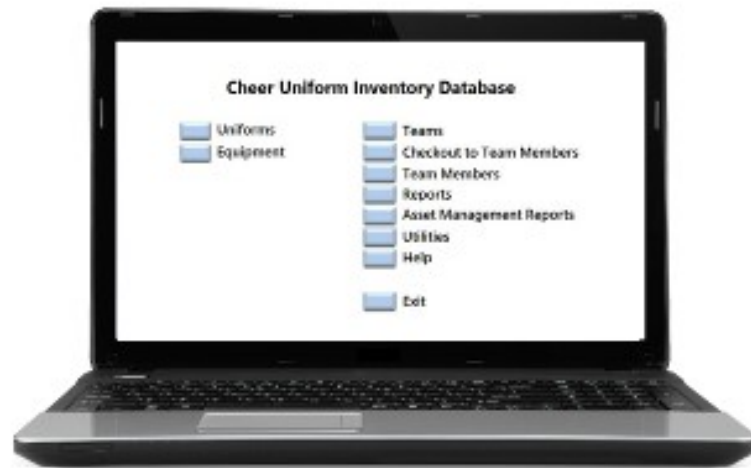 Cheer Uniform Inventory Database
Uniforms
Equipment
Teams
Checkout to Team Members
Team Members
Reports
Asset Management Reports
Utilities
Help
Exit